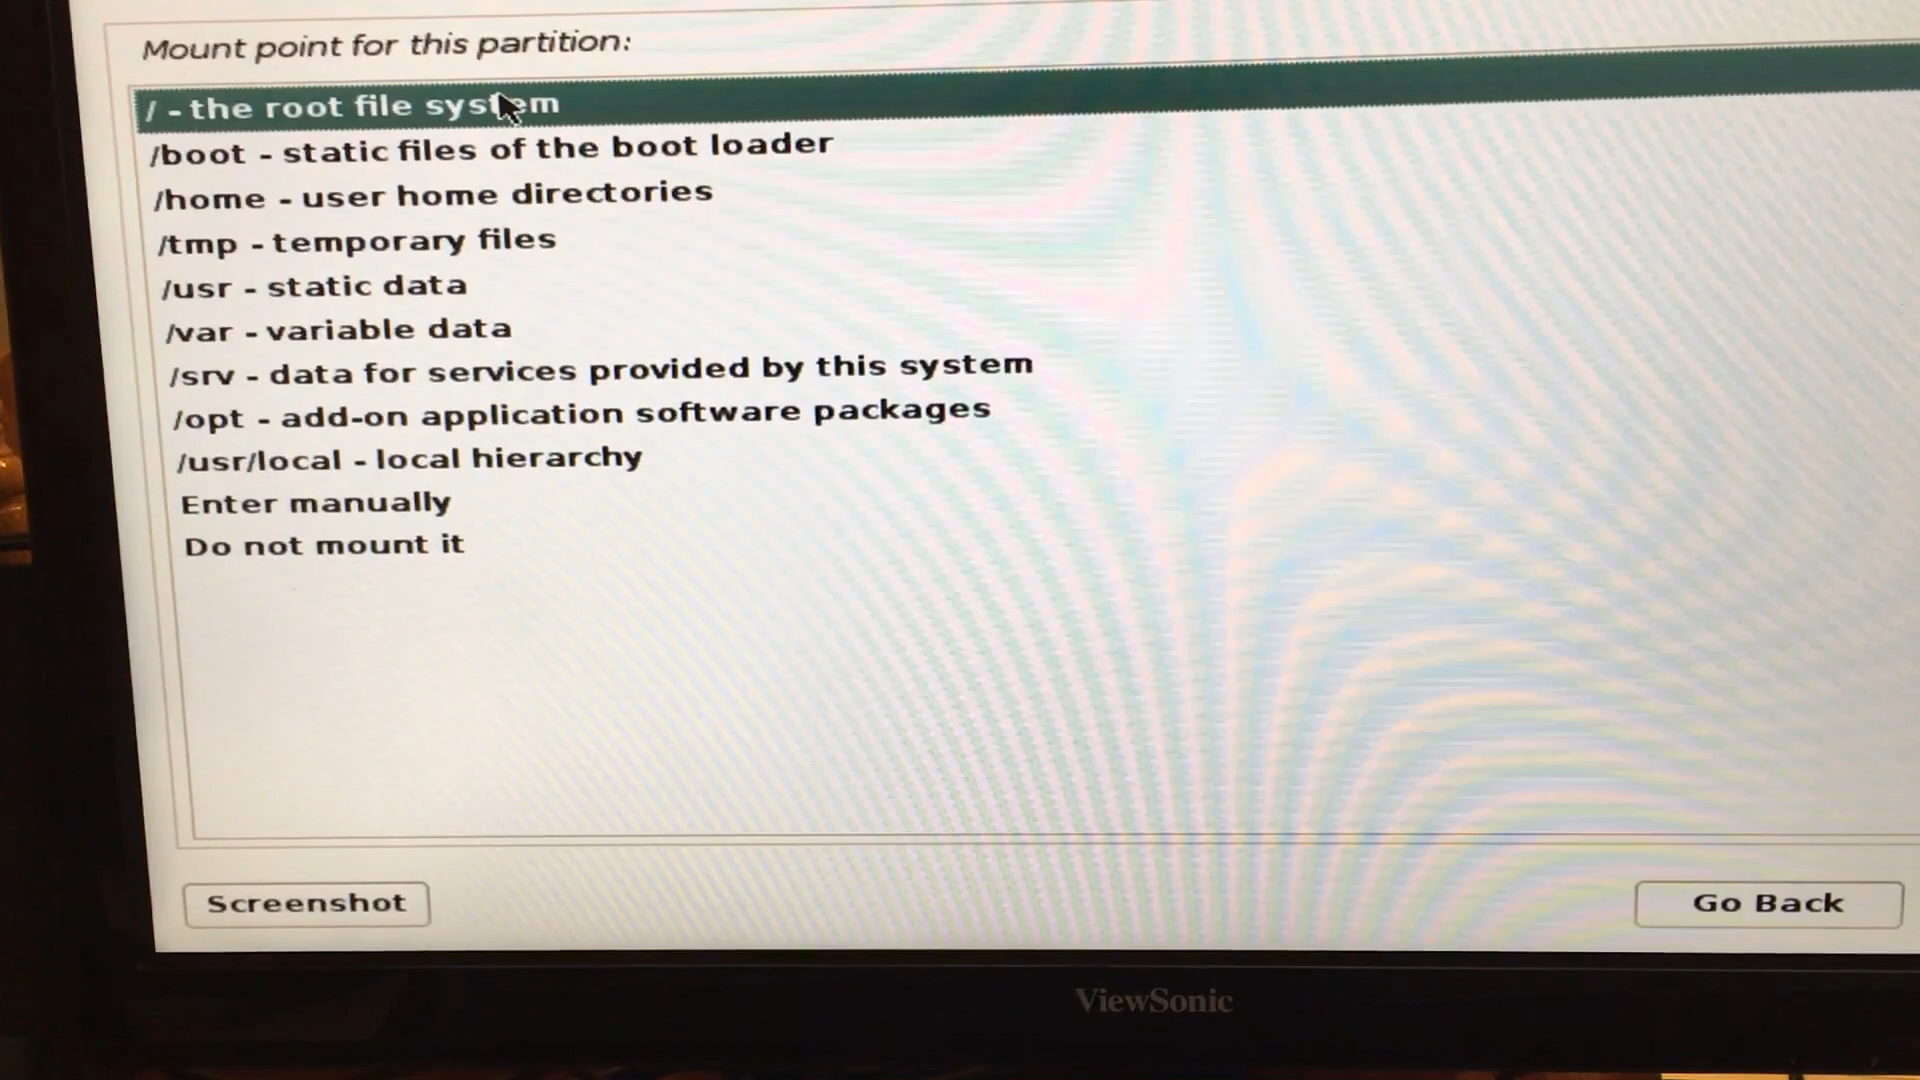 Mount point for this partition:
/ - the root file system
/boot - static files of the boot loader
/home - user home directories
/tmp - temporary files
/usr - static data
/var - variable data
/srv - data for services provided by this system
/opt - add-on application software packages
/usr/local - local hierarchy
Enter manually
Do not mount it
Screenshot
Go Back
ViewSonic